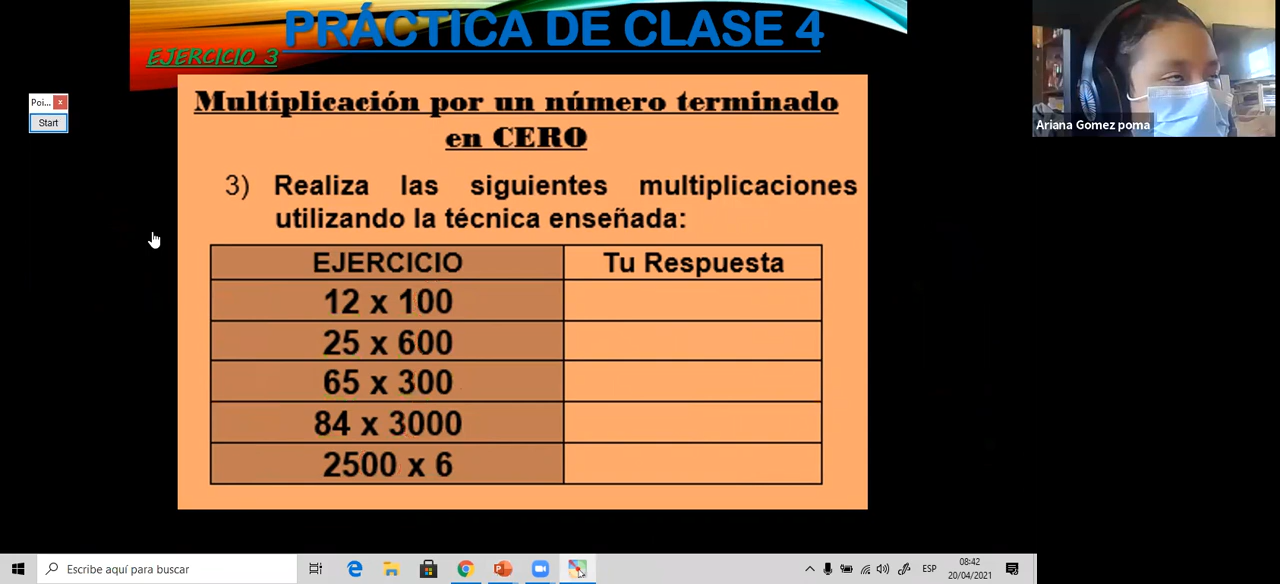 PRÁCTICA DE CLASE 4
EJERCICIO 3
Poi... x
Start
Multiplicación por un número terminado
en CERO
3) Realiza las siguientes multiplicaciones
utilizando la técnica enseñada:
EJERCICIO Tu Respuesta
12 x 100
25 x 600
65 x 300
84 x 3000
2500 x 6
Ariana Gomez poma
Escribe aquí para buscar
ESP
08:42
20/04/2021